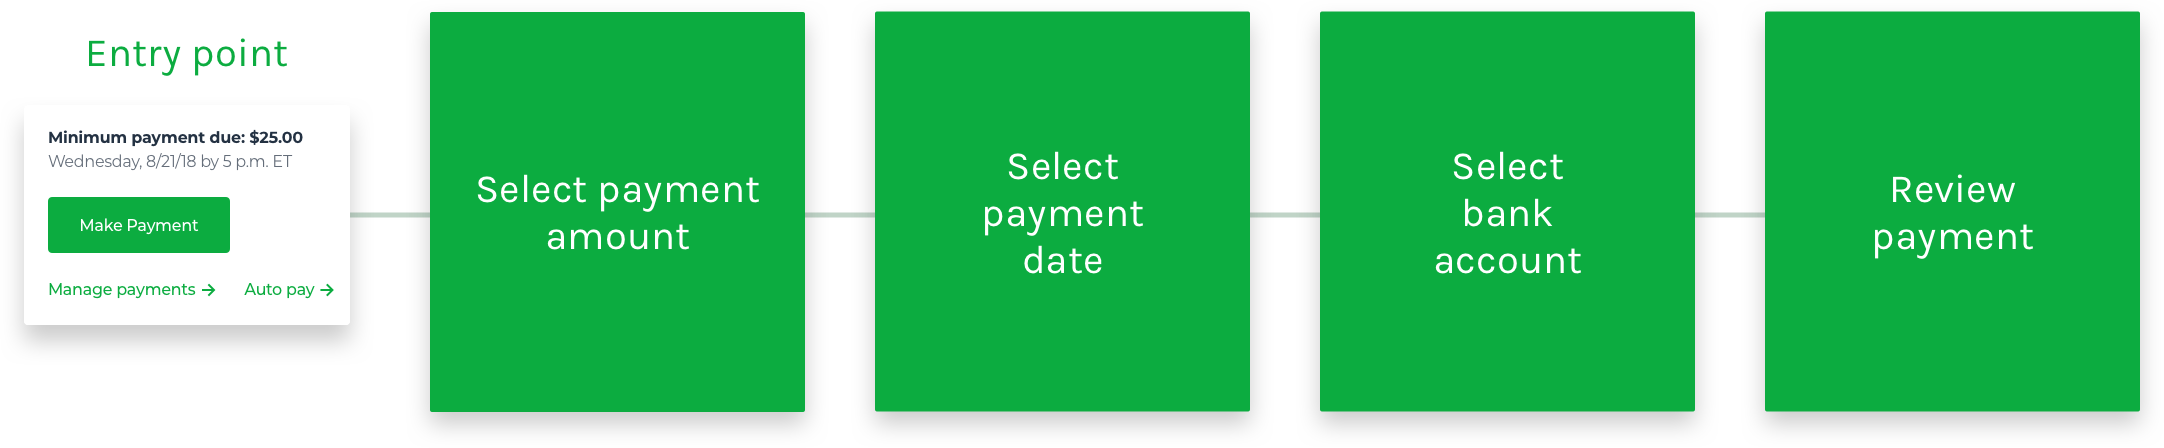 Entry point
Minimum payment due: $25.00
Wednesday, 8/21/18 by 5 p.m. ET
Make Payment
Manage payments →
Auto pay →
Select payment
amount
Select
payment
date
Select
bank
account
Review
payment